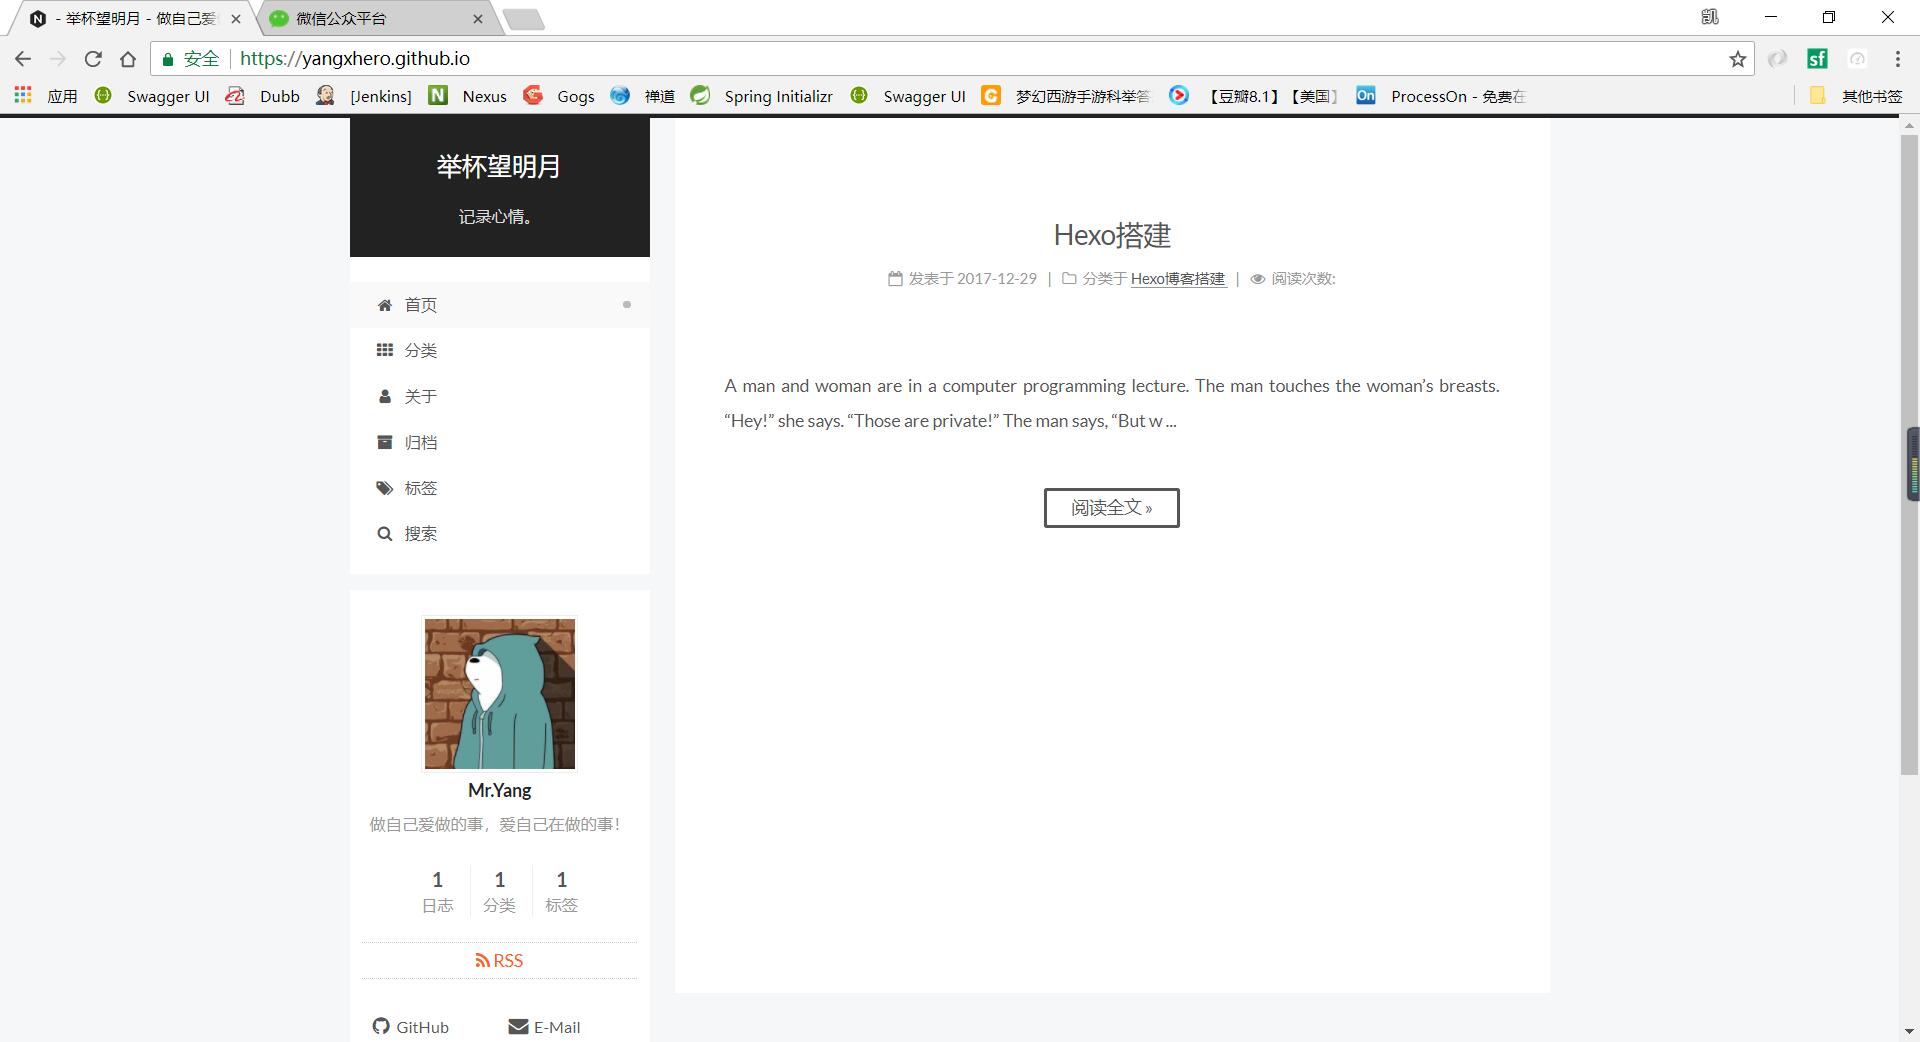 - 举杯望明月 - 做自己爱
微信公众平台
凯
安全 https://yangxhero.github.io
sf
应用 Swagger UI Dubb [Jenkins] Nexus Gogs 禅道 Spring Initializr Swagger UI 梦幻西游手游科举答 【豆瓣8.1】【美国】 On ProcessOn - 免费在 其他书签
举杯望明月
记录心情。
首页
分类
关于
归档
标签
搜索
Mr.Yang
做自己爱做的事，爱自己在做的事！
1 1 1
日志 分类 标签
RSS
GitHub E-Mail
Hexo搭建
发表于 2017-12-29 | 分类于 Hexo博客搭建 | 阅读次数:
A man and woman are in a computer programming lecture. The man touches the woman’s breasts.
“Hey!” she says. “Those are private!” The man says, “But w ...
阅读全文 »